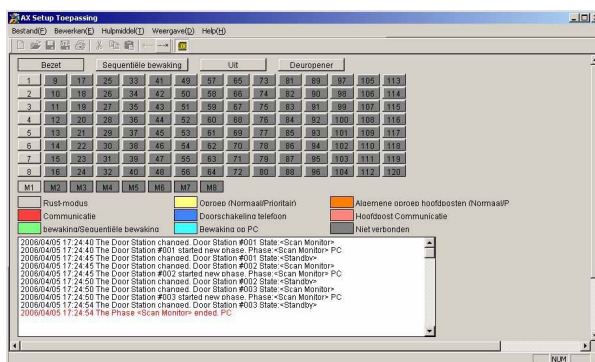 AX Setup Toepassing
Bestand(F) Bewerken(E) Hulpmiddel(T) Weergave(D) Help(H)
Bezet Sequentiële bewaking Uit Deuropener
1 9 17 25 33 41 49 57 65 73 81 89 97 105 113
2 10 18 26 34 42 50 58 66 74 82 90 98 106 114
3 11 19 27 35 43 51 59 67 75 83 91 99 107 115
4 12 20 28 36 44 52 60 68 76 84 92 100 108 116
5 13 21 29 37 45 53 61 69 77 85 93 101 109 117
6 14 22 30 38 46 54 62 70 78 86 94 102 110 118
7 15 23 31 39 47 55 63 71 79 87 95 103 111 119
8 16 24 32 40 48 56 64 72 80 88 96 104 112 120
M1 M2 M3 M4 M5 M6 M7 M8
Rust-modus Oproep (Normaal/Prioritair) Algemene oproep hoofdposten (Normaal/P
Communicatie Doorschakeling telefoon Hoofdpost Communicatie
bewaking/Sequentiële bewaking Bewaking op PC Niet verbonden
2006/04/05 17:24:40 The Door Station changed. Door Station #001 State:<Scan Monitor>
2006/04/05 17:24:40 The Door Station #001 started new phase. Phase:<Scan Monitor> PC
2006/04/05 17:24:45 The Door Station changed. Door Station #001 State:<Standby>
2006/04/05 17:24:45 The Door Station changed. Door Station #002 State:<Scan Monitor>
2006/04/05 17:24:45 The Door Station #002 started new phase. Phase:<Scan Monitor> PC
2006/04/05 17:24:50 The Door Station changed. Door Station #002 State:<Standby>
2006/04/05 17:24:50 The Door Station changed. Door Station #003 State:<Scan Monitor>
2006/04/05 17:24:50 The Door Station #003 started new phase. Phase:<Scan Monitor> PC
2006/04/05 17:24:54 The Door Station changed. Door Station #003 State:<Standby>
2006/04/05 17:24:54 The Phase <Scan Monitor> ended. PC
NUM